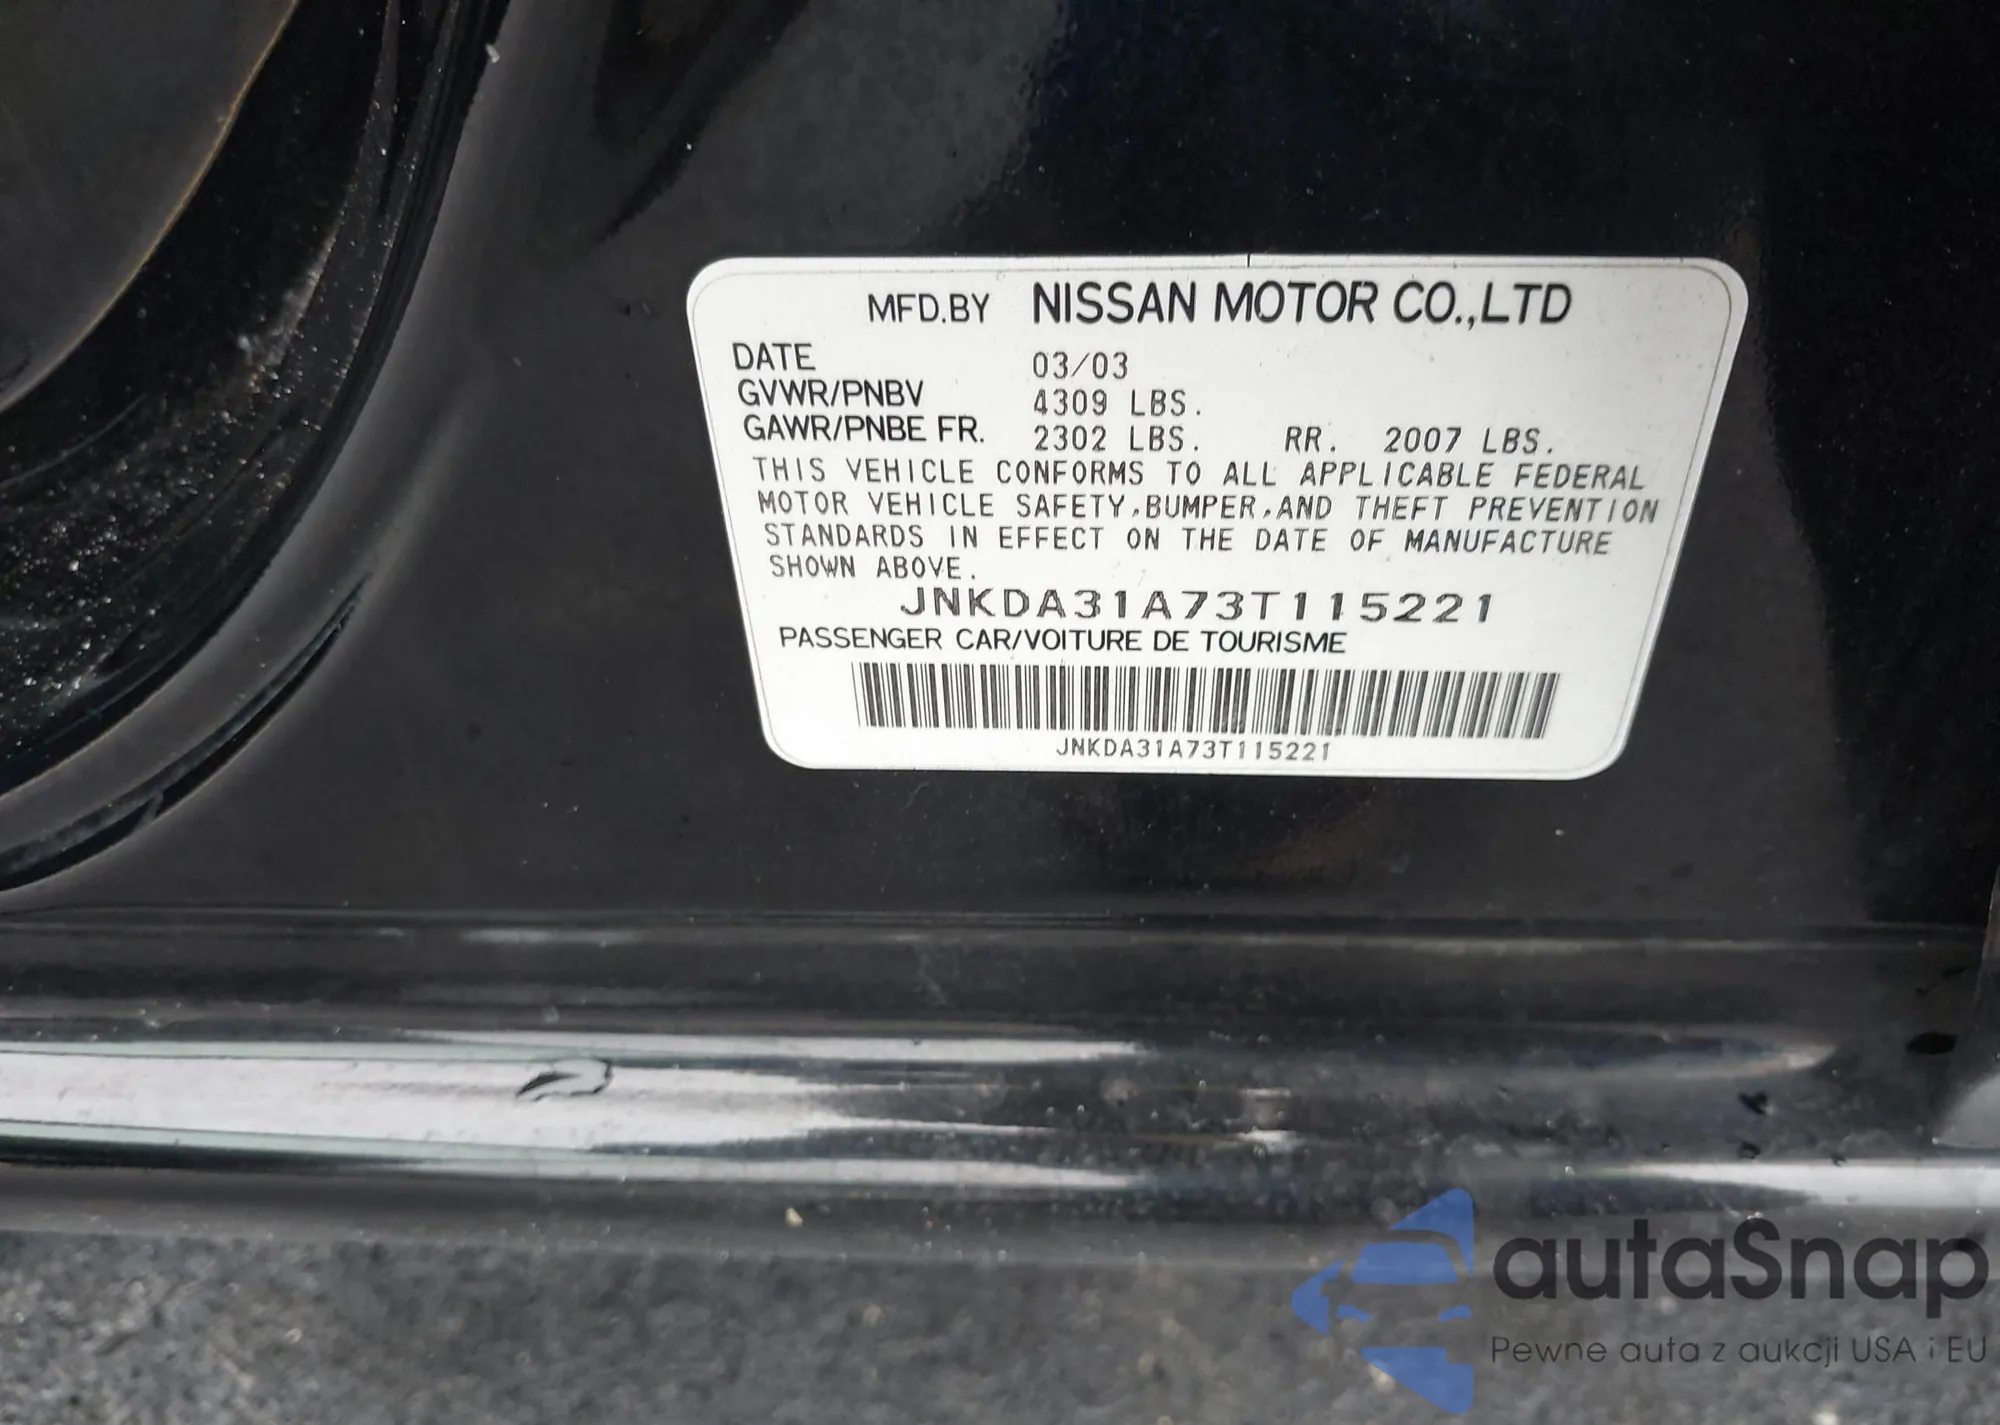 MFD.BY NISSAN MOTOR CO.,LTD
DATE 03/03
GVWR/PNBV 4309 LBS.
GAWR/PNBE FR. 2302 LBS. RR. 2007 LBS.
THIS VEHICLE CONFORMS TO ALL APPLICABLE FEDERAL
MOTOR VEHICLE SAFETY,BUMPER,AND THEFT PREVENTION
STANDARDS IN EFFECT ON THE DATE OF MANUFACTURE
SHOWN ABOVE.
JNKDA31A73T115221
PASSENGER CAR/VOITURE DE TOURISME
JNKDA31A73T115221
autaSnap
Pewne auta z aukcji USA i EU